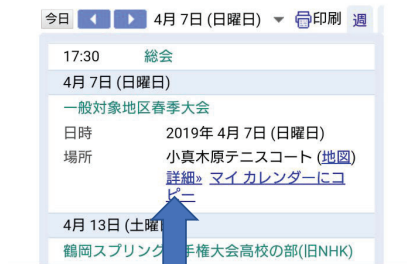 今日 4月 7日 (日曜日) 印刷 週
17:30 総会
4月 7日 (日曜日)
一般対象地区春季大会
日時 2019年 4月 7日 (日曜日)
場所 小真木原テニスコート (地図)
詳細» マイ カレンダーにコ
ピー
4月 13日 (土曜
鶴岡スプリング 手権大会高校の部(旧NHK)